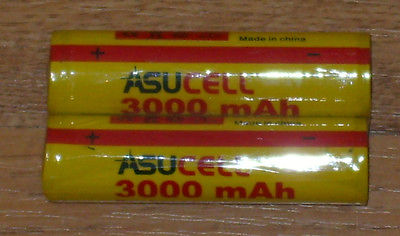 Made in china
+ -
ASUCELL
3000 mAh
+ -
ASUCELL
3000 mAh